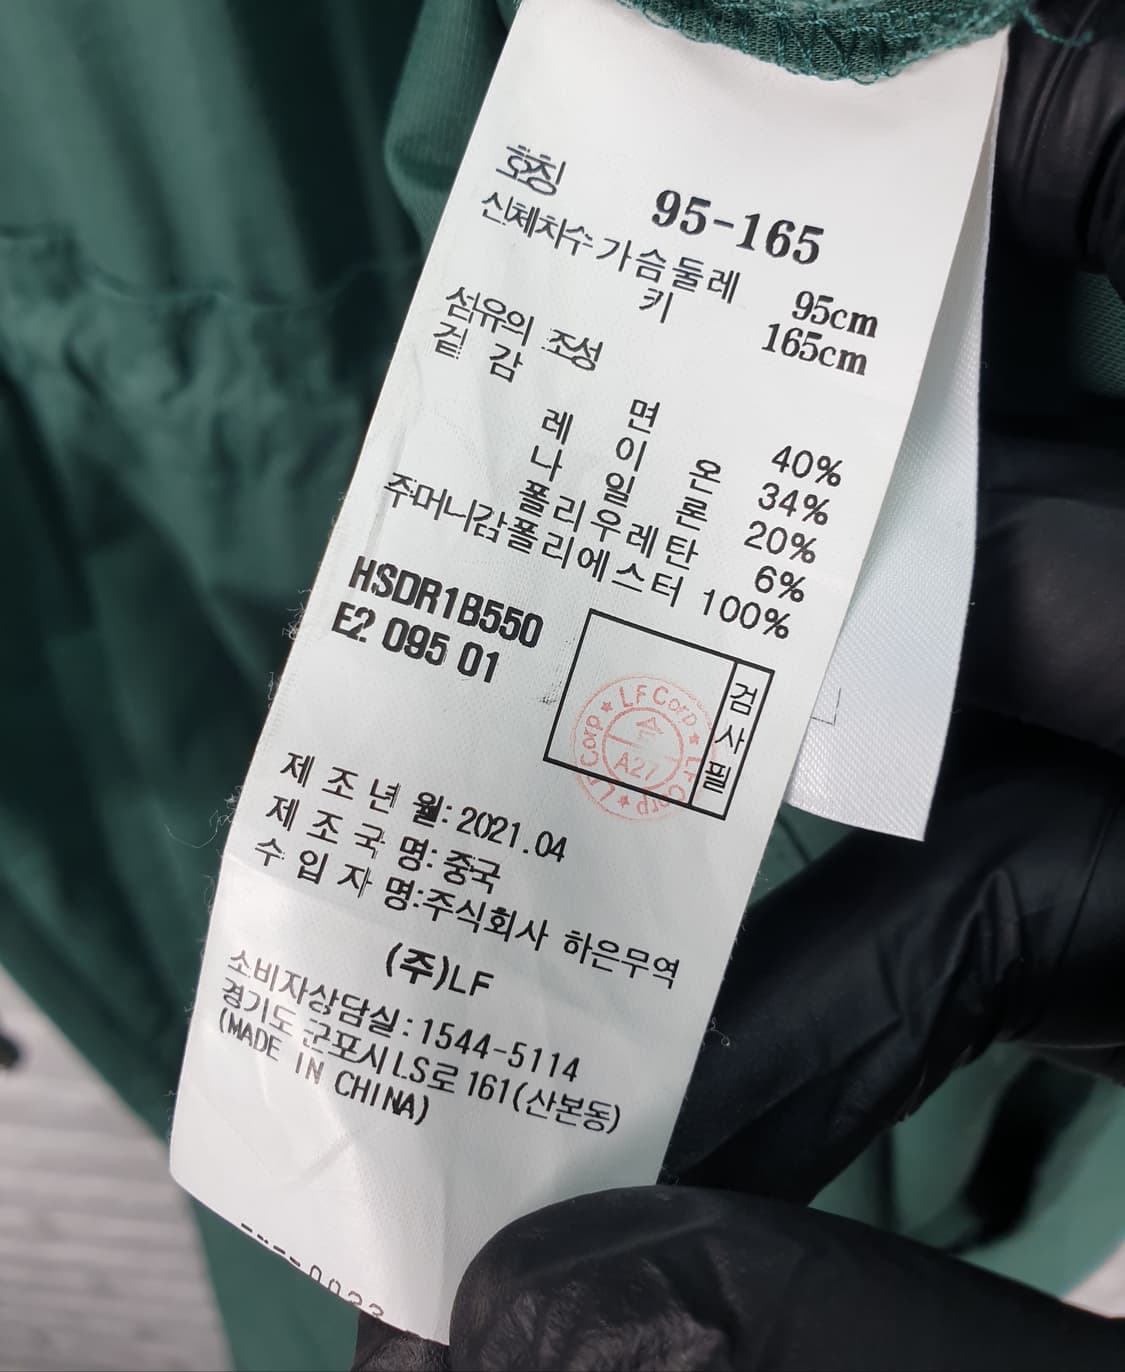 호칭 95-165
신체치수 가슴둘레 95cm
키 165cm
섬유의 조성
겉 감
면 40%
레 이 온 34%
나 일 론 20%
폴리우레탄 6%
주머니감 폴리에스터 100%
HSDR1B550
E2 095 01
검사필
LF Corp ★ LF Corp ★ LF Corp ★
A27
제 조 년 월: 2021.04
제 조 국 명: 중국
수 입 자 명: 주식회사 하은무역
(주)LF
소비자상담실: 1544-5114
경기도 군포시 LS로 161(산본동)
(MADE IN CHINA)